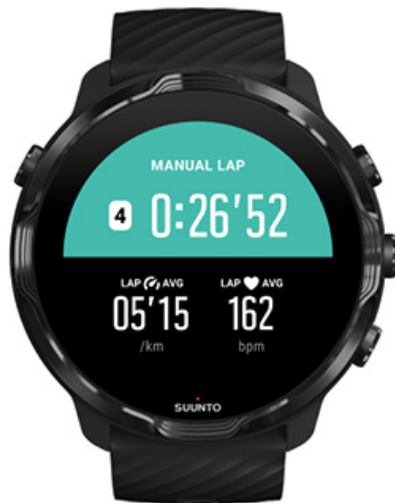 MANUAL LAP
4 0:26'52
LAP AVG LAP AVG
05'15 162
/km bpm
SUUNTO